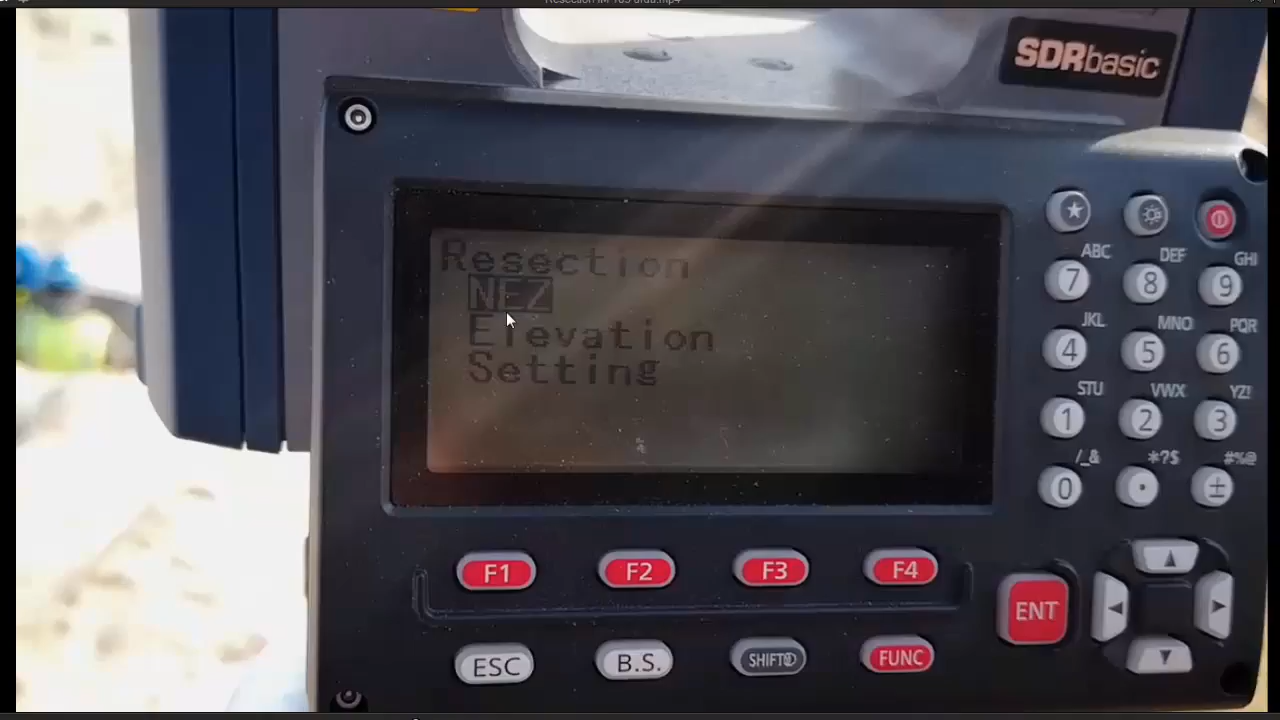 SDRbasic
Resection
NEZ
Elevation
Setting
ABC
DEF
GHI
7
8
9
JKL
MNO
PQR
4
5
6
STU
VWX
YZ!
1
2
3
/_&
*?$
#%@
0
•
±
F1
F2
F3
F4
ENT
ESC
B.S.
SHIFT
FUNC